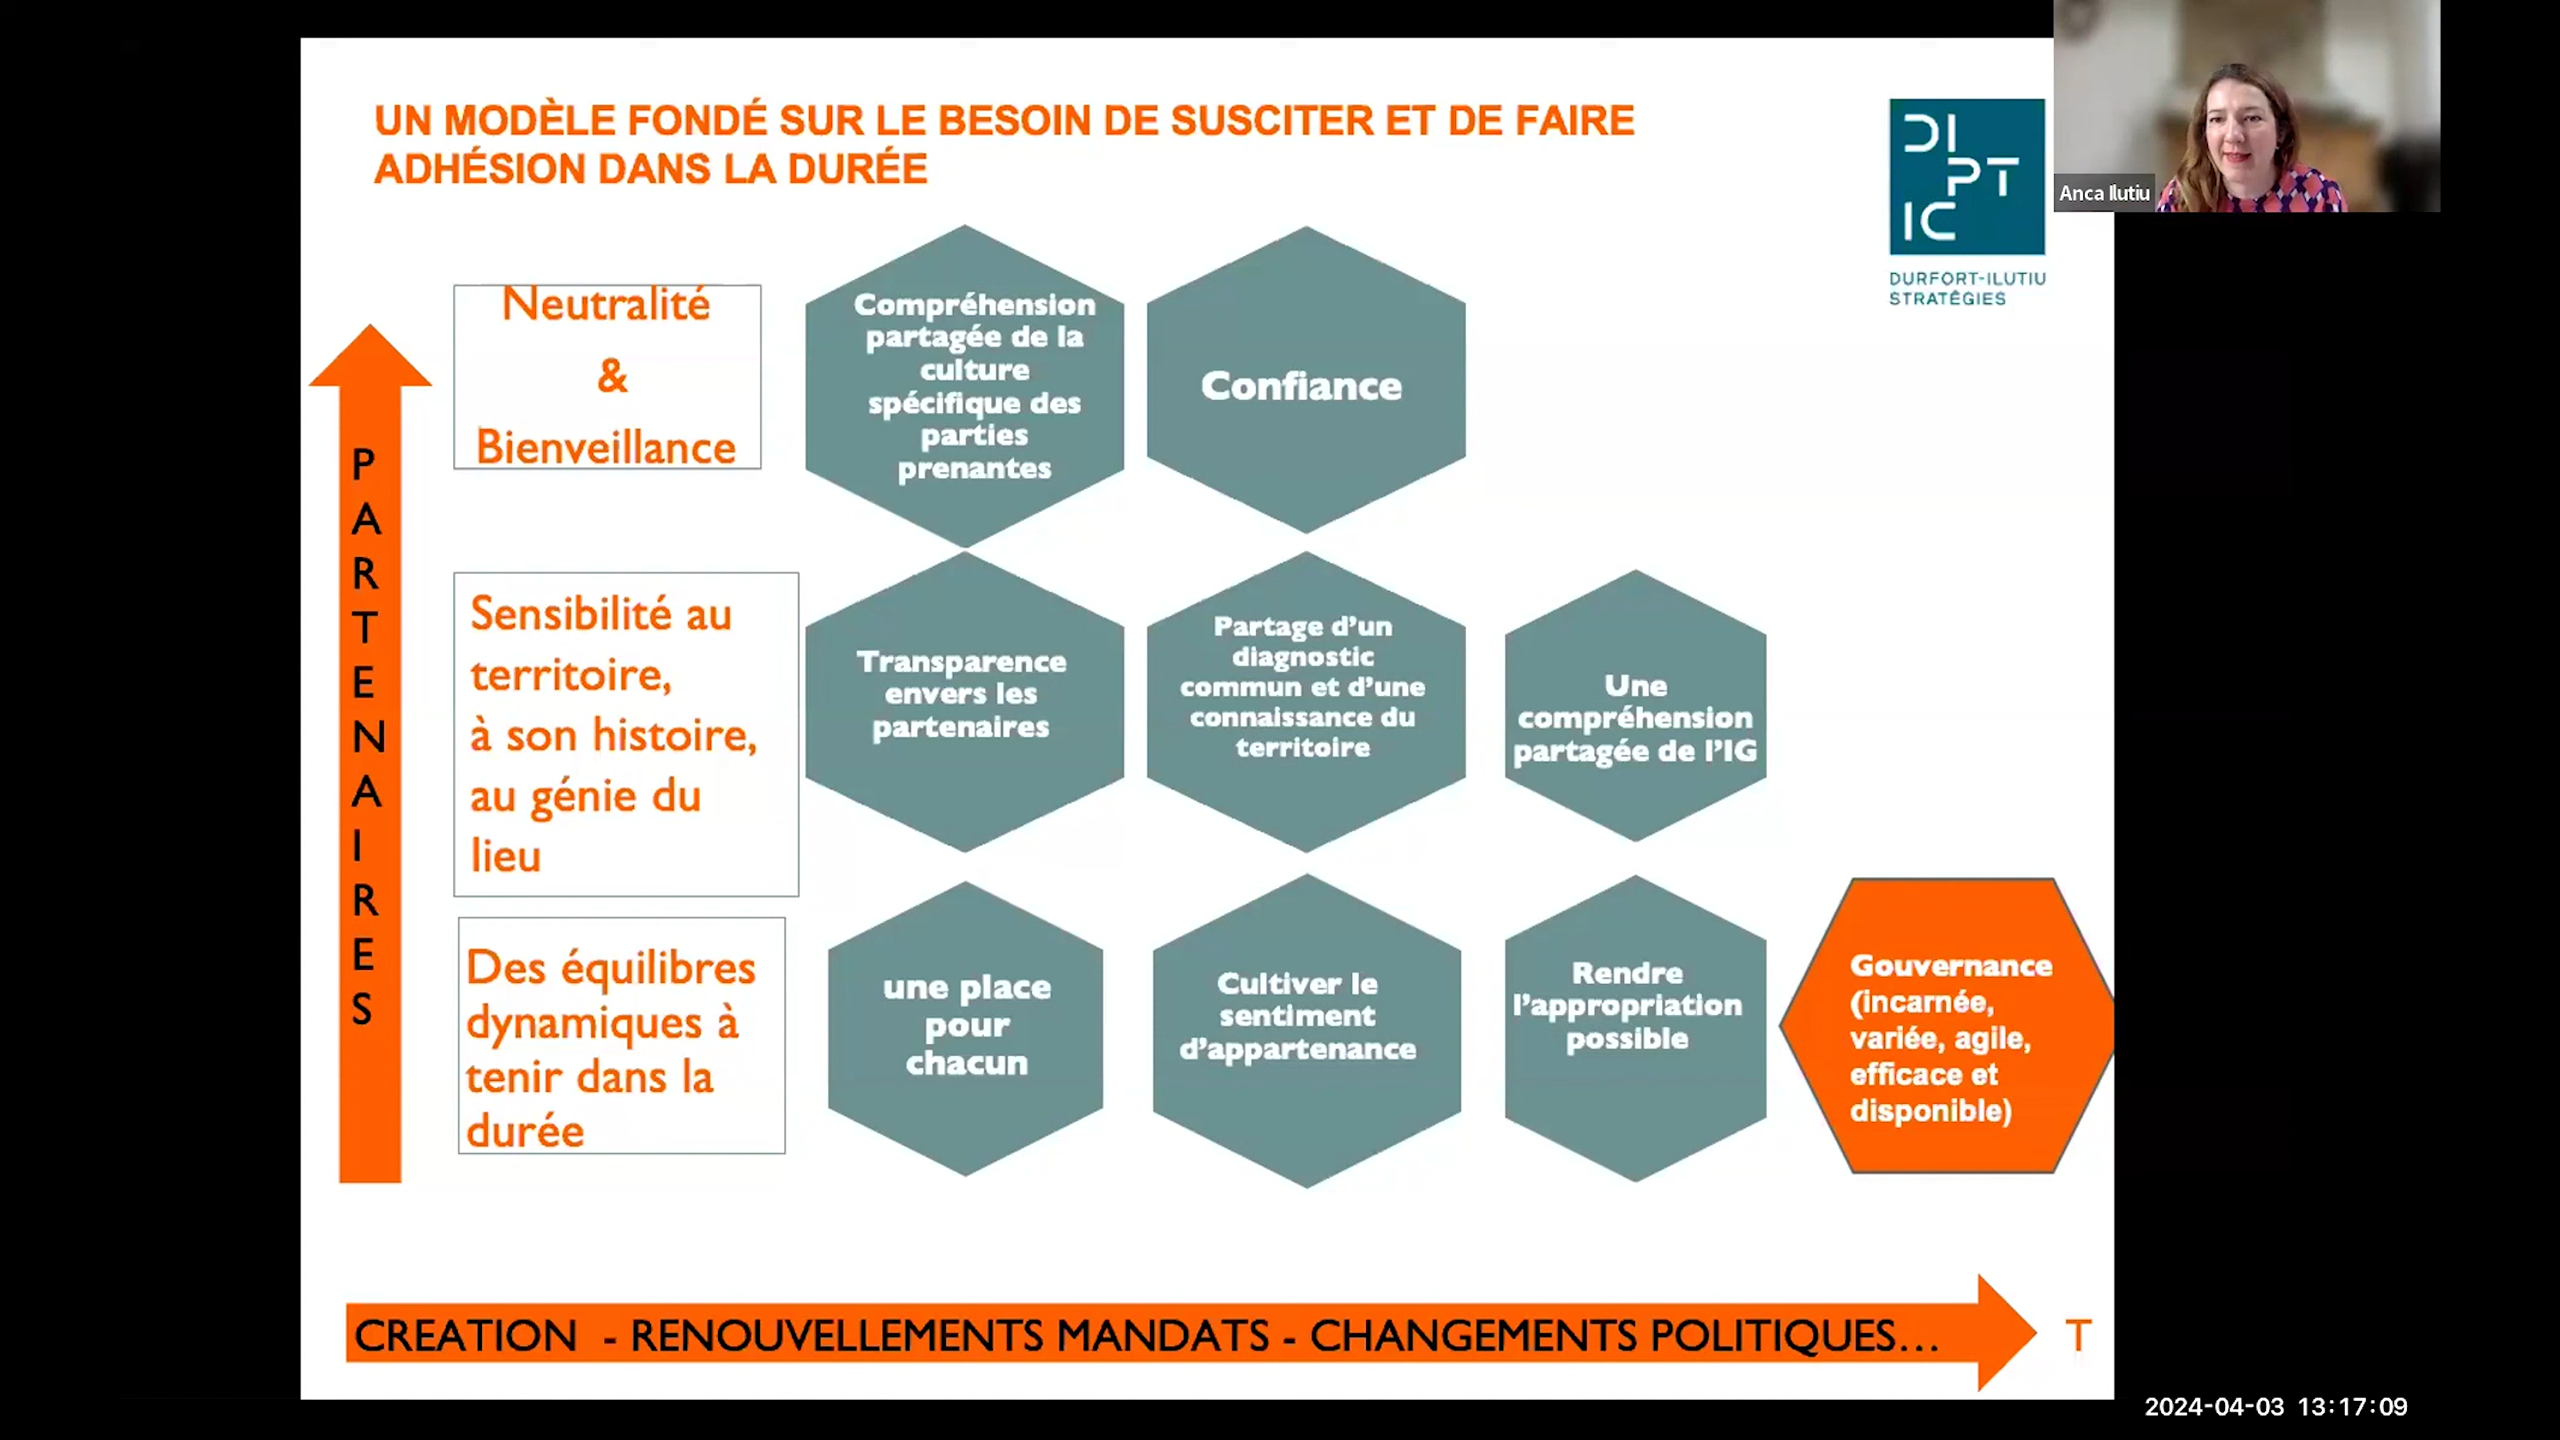 UN MODÈLE FONDÉ SUR LE BESOIN DE SUSCITER ET DE FAIRE
ADHÉSION DANS LA DURÉE
DI
PT
IC
DURFORT-ILUTIU
STRATÉGIES
Anca Ilutiu
PARTENAIRES
Neutralité
&
Bienveillance
Compréhension
partagée de la
culture
spécifique des
parties
prenantes
Confiance
Sensibilité au
territoire,
à son histoire,
au génie du
lieu
Transparence
envers les
partenaires
Partage d’un
diagnostic
commun et d’une
connaissance du
territoire
Une
compréhension
partagée de l’IG
Des équilibres
dynamiques à
tenir dans la
durée
une place
pour
chacun
Cultiver le
sentiment
d’appartenance
Rendre
l’appropriation
possible
Gouvernance
(incarnée,
variée, agile,
efficace et
disponible)
CREATION - RENOUVELLEMENTS MANDATS - CHANGEMENTS POLITIQUES…
T
2024-04-03 13:17:09